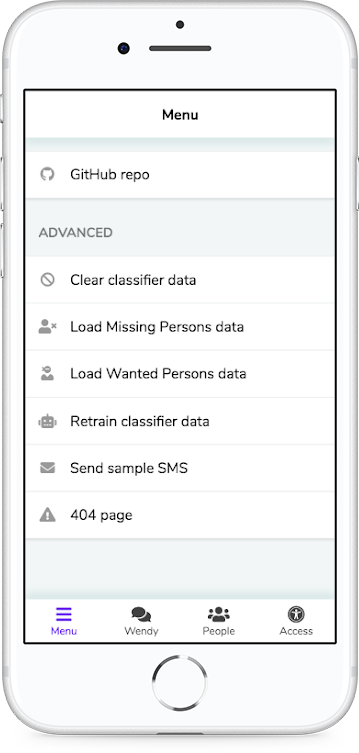 Menu
GitHub repo
ADVANCED
Clear classifier data
Load Missing Persons data
Load Wanted Persons data
Retrain classifier data
Send sample SMS
404 page
Menu Wendy People Access